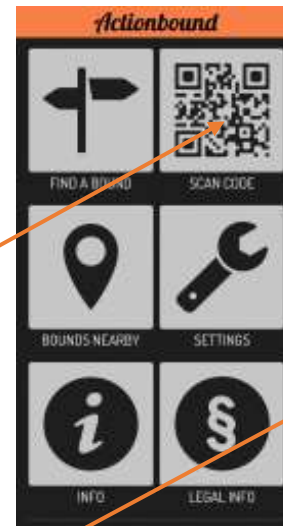 Actionbound
FIND A BOUND
SCAN CODE
BOUNDS NEARBY
SETTINGS
i
§
INFO
LEGAL INFO